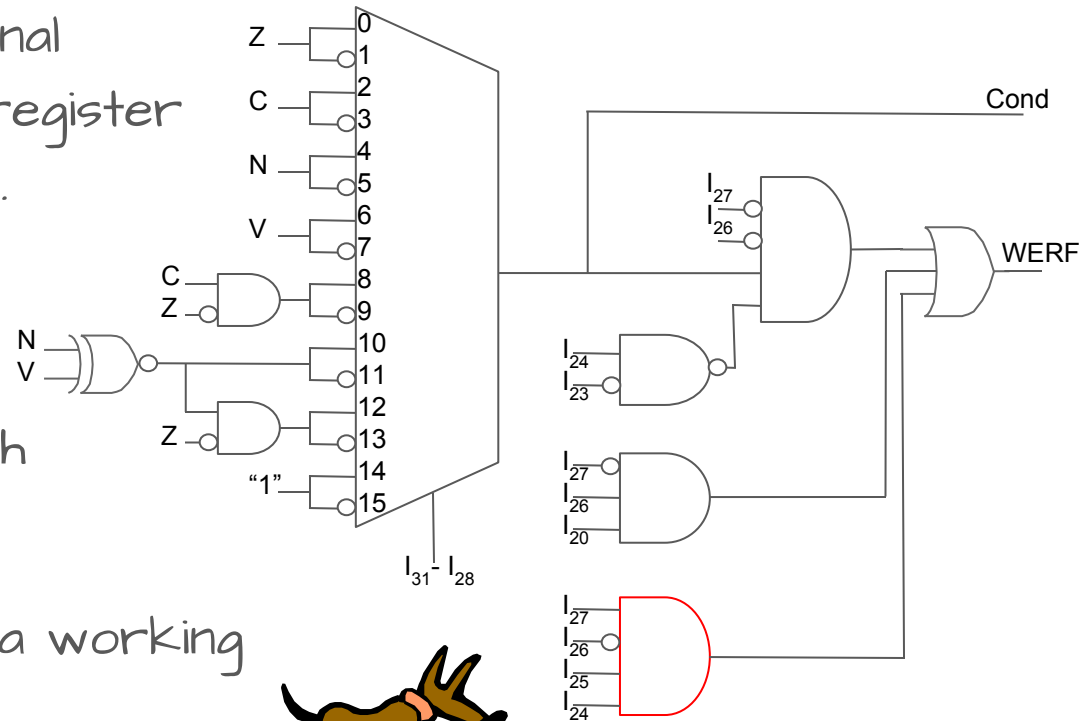 nal
register
.
h
a working
Z
C
N
V
C
Z
N
V
Z
“1”
0
1
2
3
4
5
6
7
8
9
10
11
12
13
14
15
I31- I28
Cond
I27
I26
I24
I23
I27
I26
I20
I27
I26
I25
I24
WERF